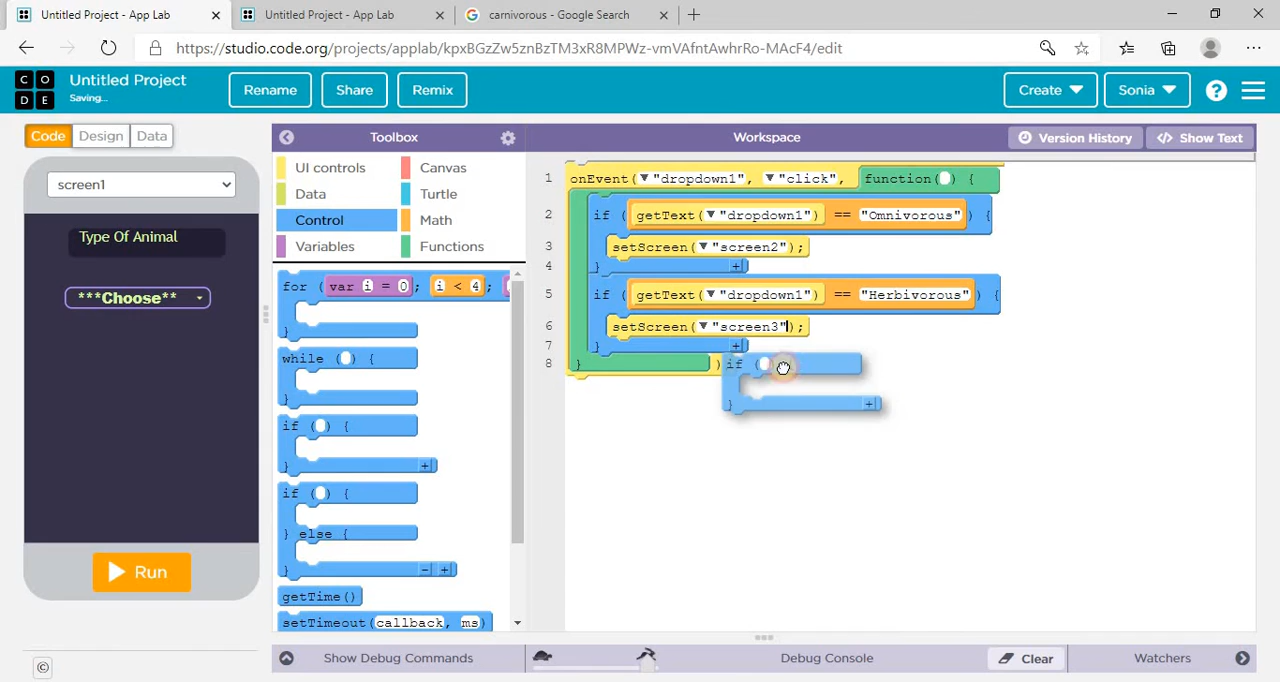 Untitled Project - App Lab
Untitled Project - App Lab
carnivorous - Google Search
https://studio.code.org/projects/applab/kpxBGzZw5znBzTM3xR8MPWz-vmVAfntAwhrRo-MAcF4/edit
C O D E
Untitled Project
Saving...
Rename
Share
Remix
Create
Sonia
?
Code
Design
Data
Toolbox
Workspace
Version History
</> Show Text
screen1
Type Of Animal
***Choose**
Run
UI controls
Canvas
Data
Turtle
Control
Math
Variables
Functions
for ( var i = 0; i < 4;
}
while ( ) {
}
if ( ) {
}
if ( ) {
} else {
}
getTime()
setTimeout(callback, ms)
1 onEvent( "dropdown1", "click", function( ) {
2 if ( getText( "dropdown1") == "Omnivorous" ) {
3 setScreen( "screen2");
4 }
5 if ( getText( "dropdown1") == "Herbivorous" ) {
6 setScreen( "screen3");
7 }
8 } )
if (
}
Show Debug Commands
Debug Console
Clear
Watchers
©